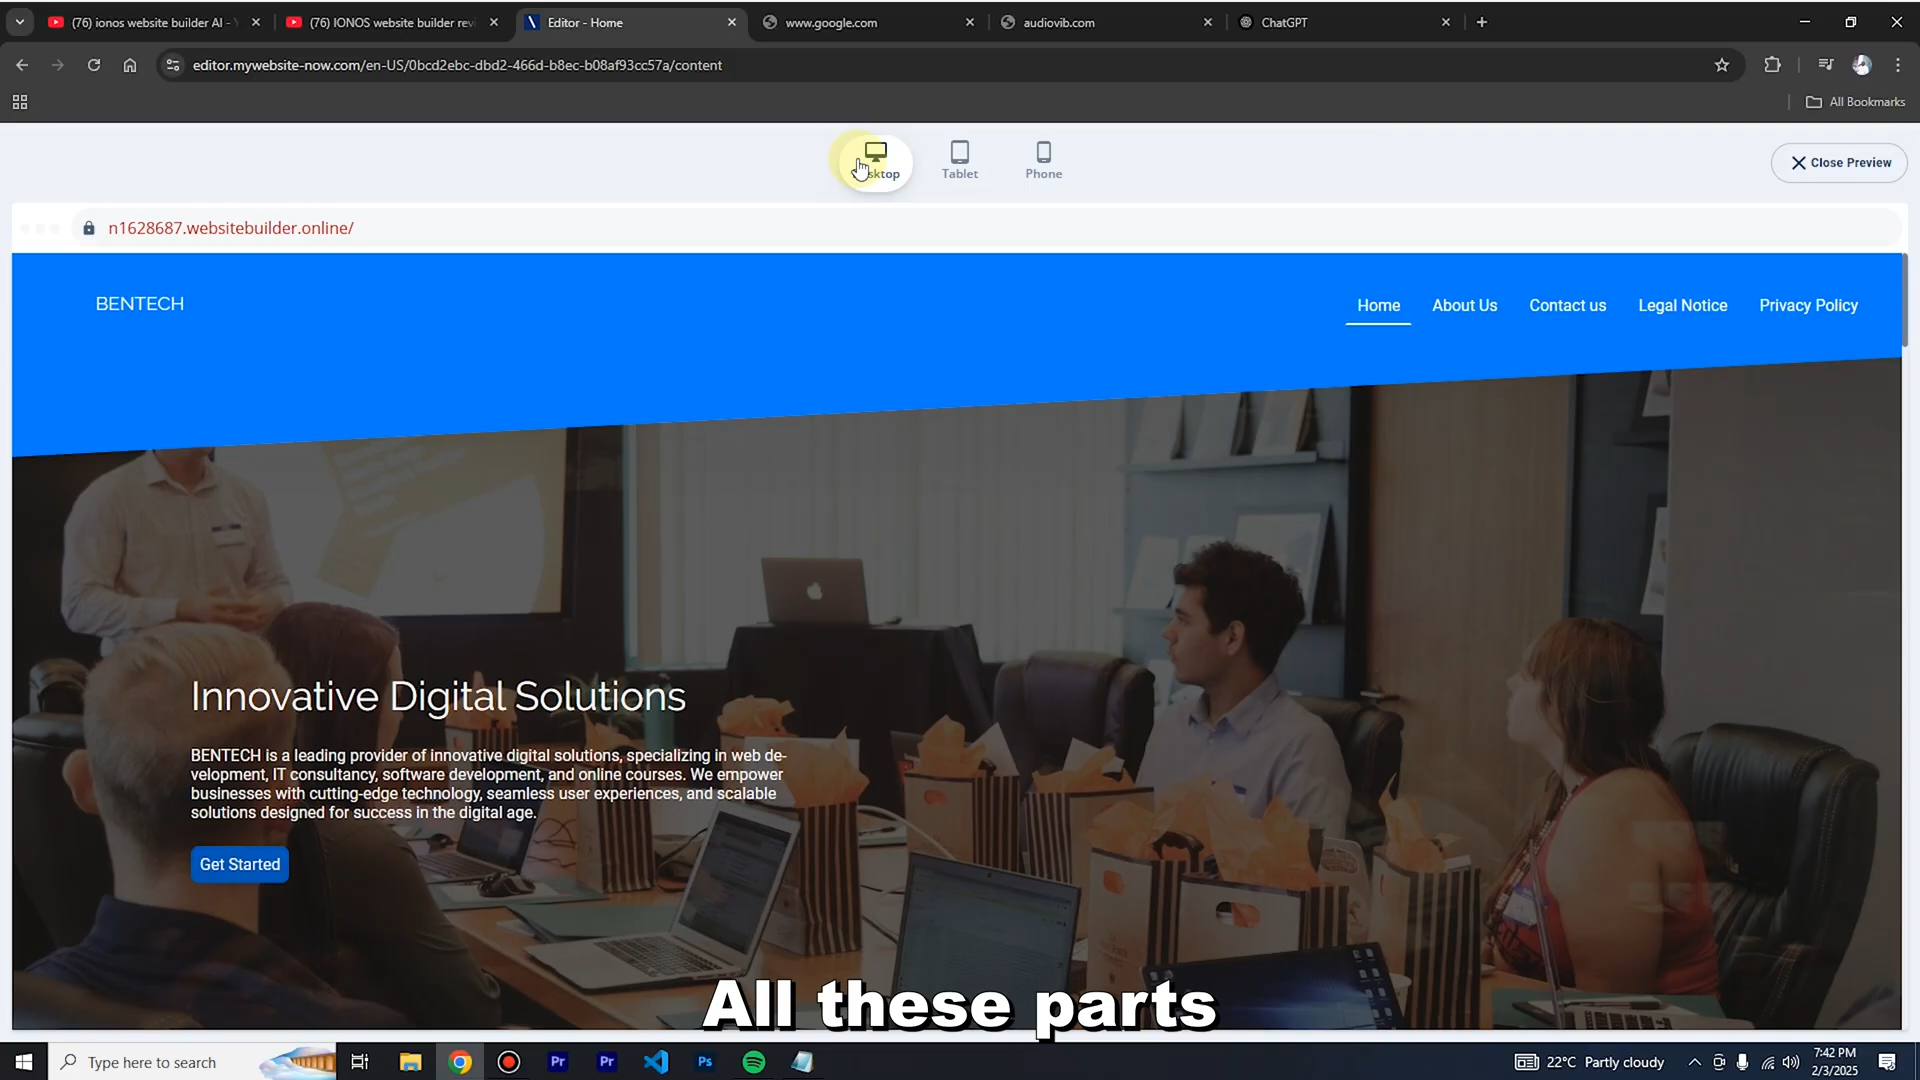 (76) ionos website builder AI - Y
(76) IONOS website builder rev
Editor - Home
www.google.com
audiovib.com
ChatGPT
editor.mywebsite-now.com/en-US/0bcd2ebc-dbd2-466d-b8ec-b08af93cc57a/content
All Bookmarks
sktop
Tablet
Phone
Close Preview
n1628687.websitebuilder.online/
BENTECH
Home
About Us
Contact us
Legal Notice
Privacy Policy
Innovative Digital Solutions
BENTECH is a leading provider of innovative digital solutions, specializing in web de-
velopment, IT consultancy, software development, and online courses. We empower
businesses with cutting-edge technology, seamless user experiences, and scalable
solutions designed for success in the digital age.
Get Started
All these parts
Type here to search
Pr
Pr
Ps
22°C Partly cloudy
7:42 PM
2/3/2025